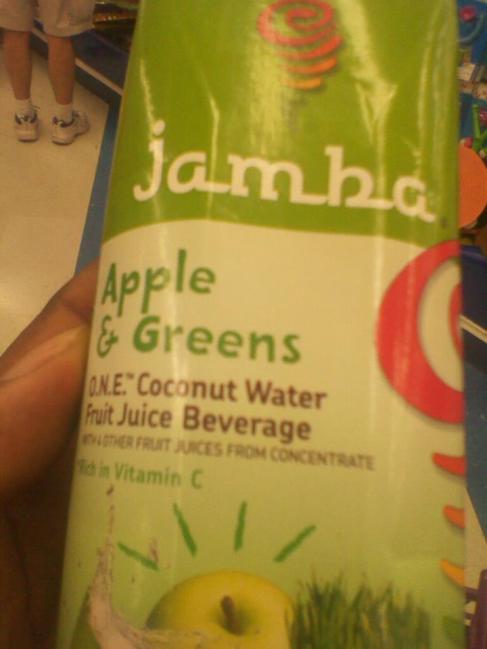 jamba
Apple
& Greens
O.N.E.™ Coconut Water
Fruit Juice Beverage
WITH 4 OTHER FRUIT JUICES FROM CONCENTRATE
*Rich in Vitamin C